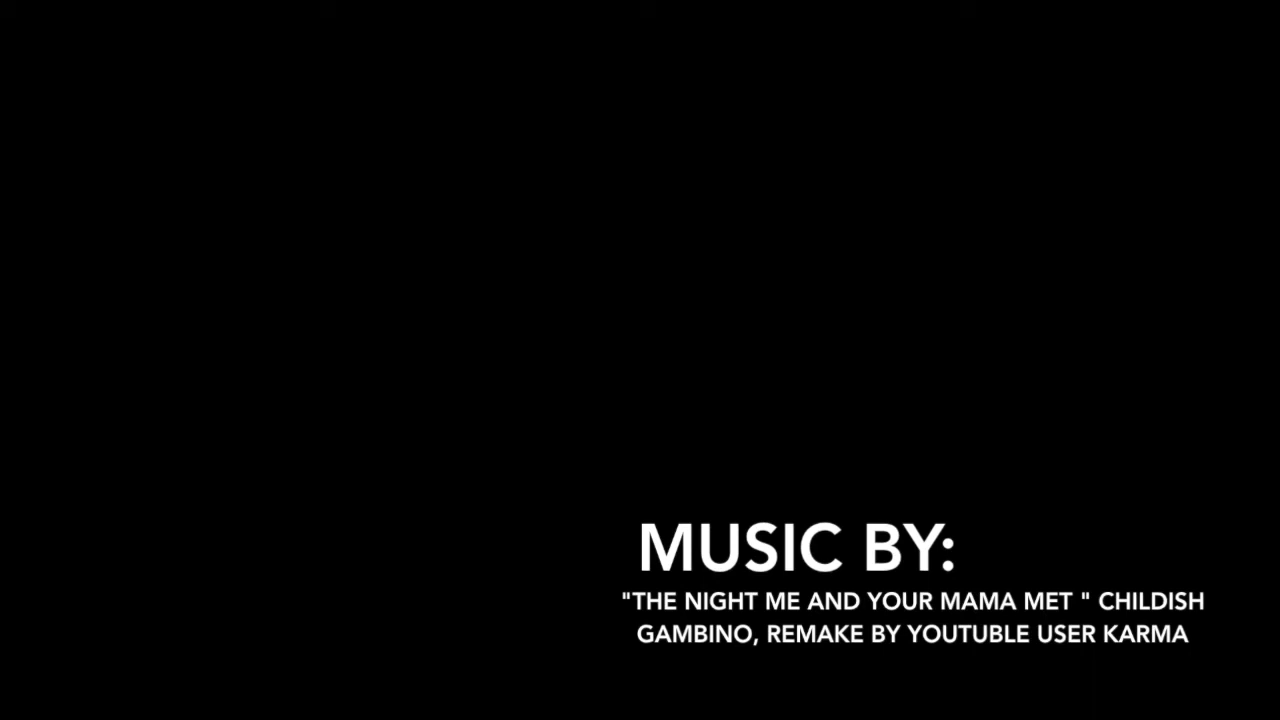 MUSIC BY:
"THE NIGHT ME AND YOUR MAMA MET " CHILDISH
GAMBINO, REMAKE BY YOUTUBLE USER KARMA